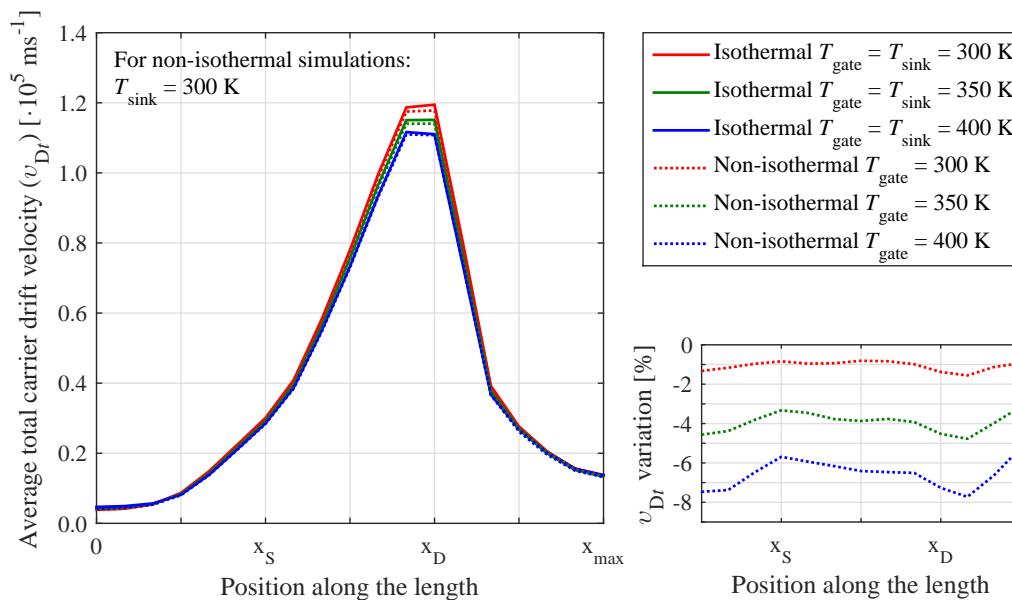 Average total carrier drift velocity (υ_Dt) [·10^5 ms^-1]
1.4
1.2
1.0
0.8
0.6
0.4
0.2
0.0
For non-isothermal simulations:
T_sink = 300 K
0 x_S x_D x_max
Position along the length
Isothermal T_gate = T_sink = 300 K
Isothermal T_gate = T_sink = 350 K
Isothermal T_gate = T_sink = 400 K
Non-isothermal T_gate = 300 K
Non-isothermal T_gate = 350 K
Non-isothermal T_gate = 400 K
υ_Dt variation [%]
0
-2
-4
-6
-8
x_S x_D
Position along the length